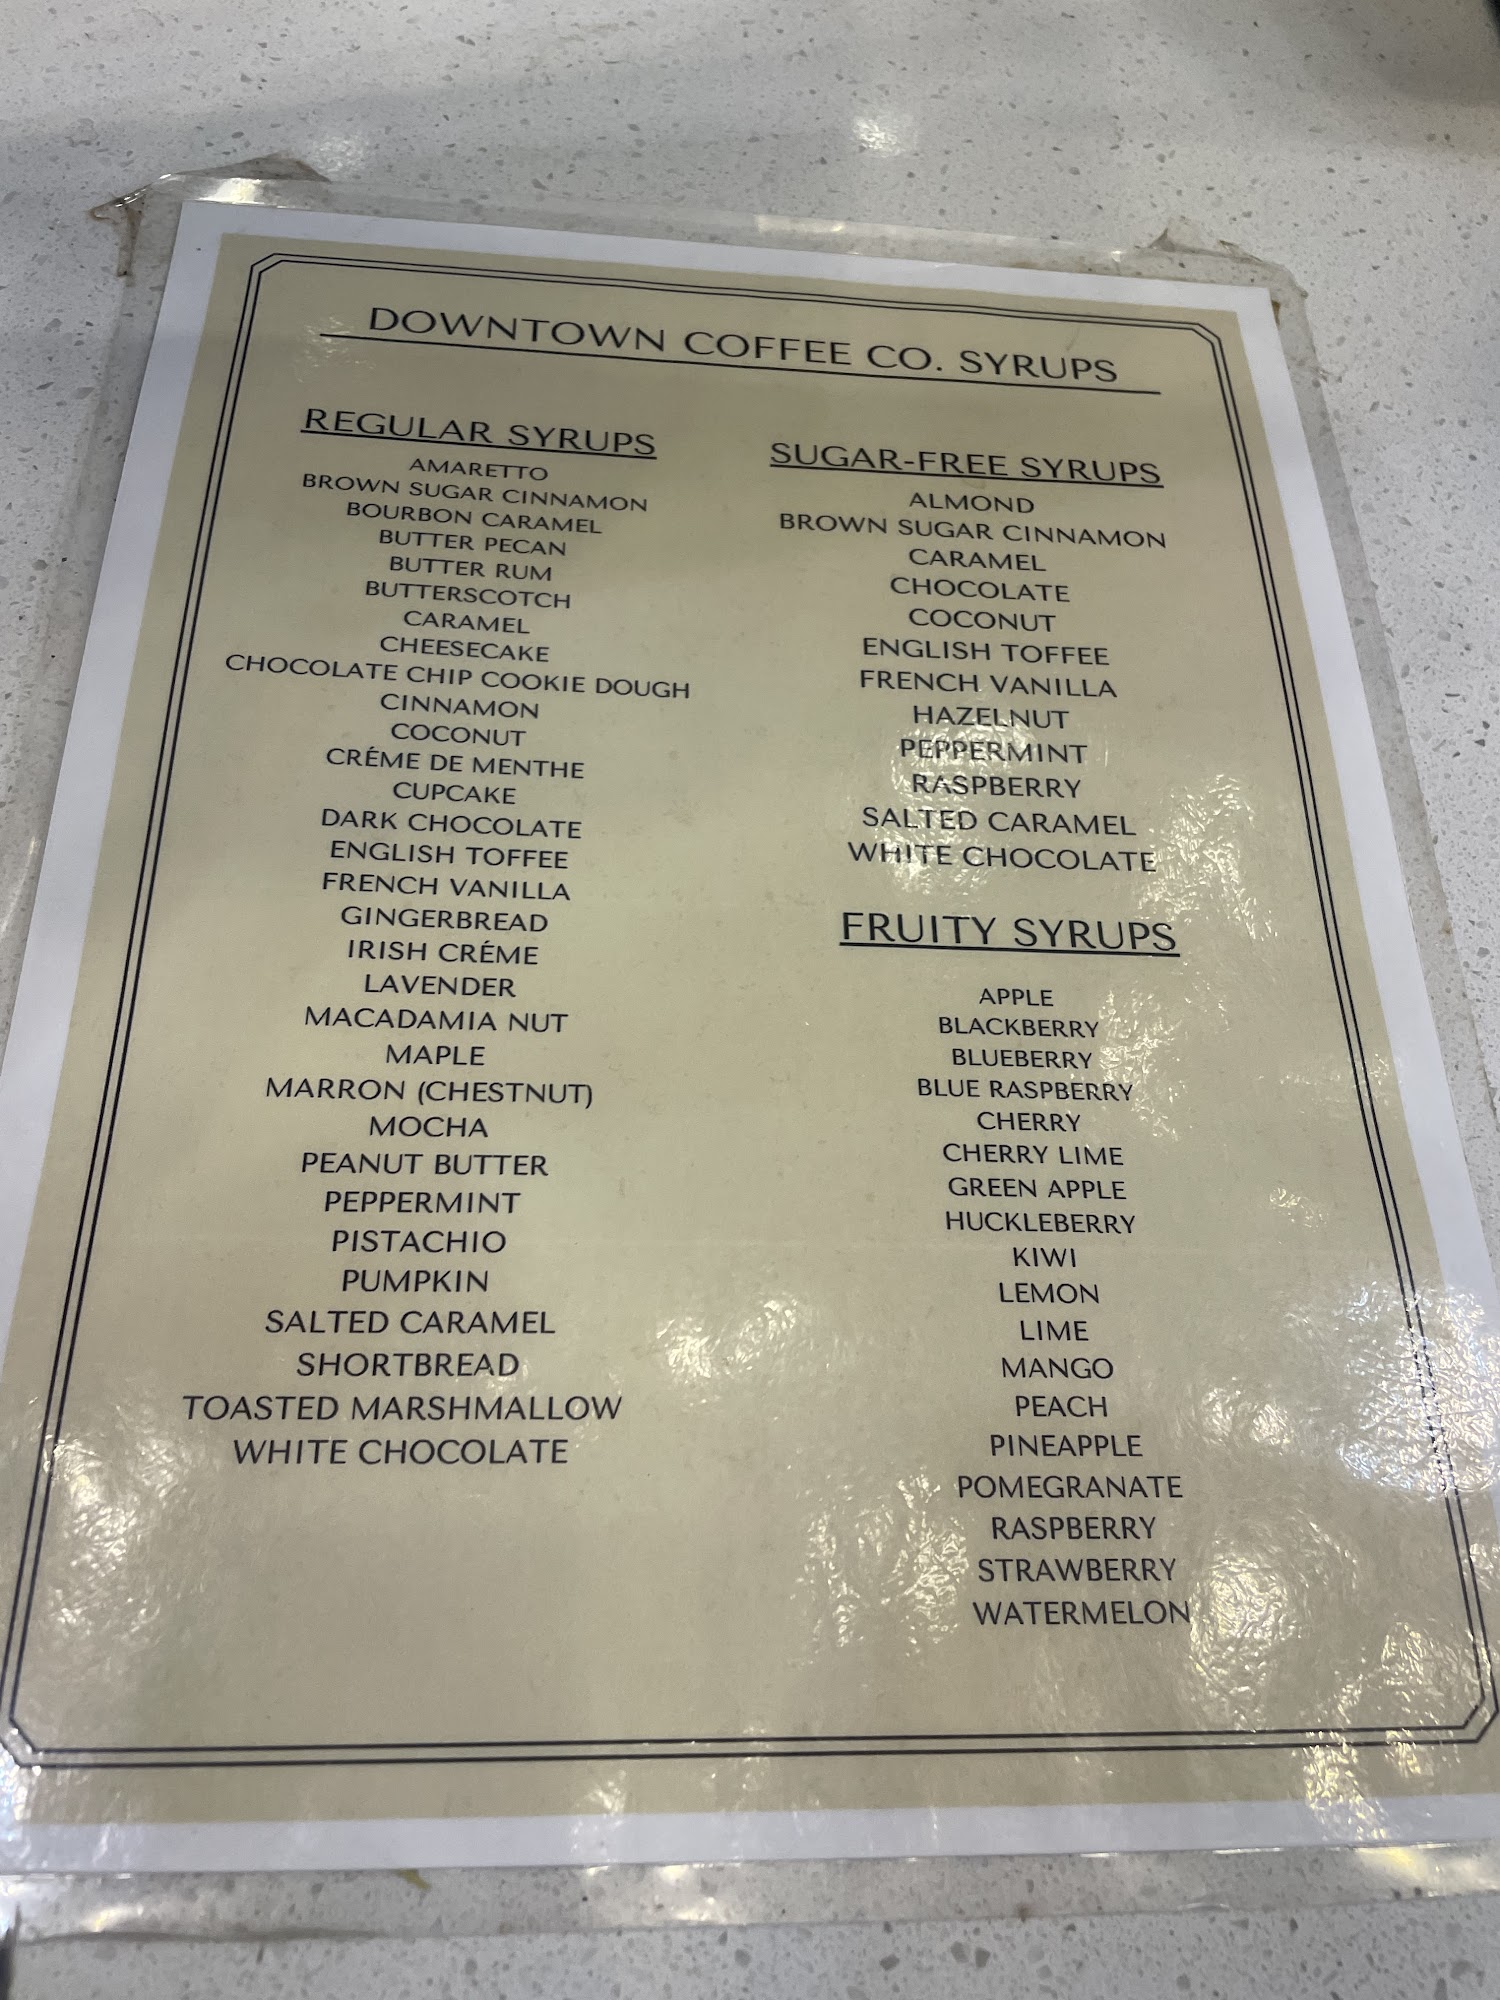 DOWNTOWN COFFEE CO. SYRUPS
REGULAR SYRUPS
AMARETTO
BROWN SUGAR CINNAMON
BOURBON CARAMEL
BUTTER PECAN
BUTTER RUM
BUTTERSCOTCH
CARAMEL
CHEESECAKE
CHOCOLATE CHIP COOKIE DOUGH
CINNAMON
COCONUT
CRÉME DE MENTHE
CUPCAKE
DARK CHOCOLATE
ENGLISH TOFFEE
FRENCH VANILLA
GINGERBREAD
IRISH CRÉME
LAVENDER
MACADAMIA NUT
MAPLE
MARRON (CHESTNUT)
MOCHA
PEANUT BUTTER
PEPPERMINT
PISTACHIO
PUMPKIN
SALTED CARAMEL
SHORTBREAD
TOASTED MARSHMALLOW
WHITE CHOCOLATE
SUGAR-FREE SYRUPS
ALMOND
BROWN SUGAR CINNAMON
CARAMEL
CHOCOLATE
COCONUT
ENGLISH TOFFEE
FRENCH VANILLA
HAZELNUT
PEPPERMINT
RASPBERRY
SALTED CARAMEL
WHITE CHOCOLATE
FRUITY SYRUPS
APPLE
BLACKBERRY
BLUEBERRY
BLUE RASPBERRY
CHERRY
CHERRY LIME
GREEN APPLE
HUCKLEBERRY
KIWI
LEMON
LIME
MANGO
PEACH
PINEAPPLE
POMEGRANATE
RASPBERRY
STRAWBERRY
WATERMELON